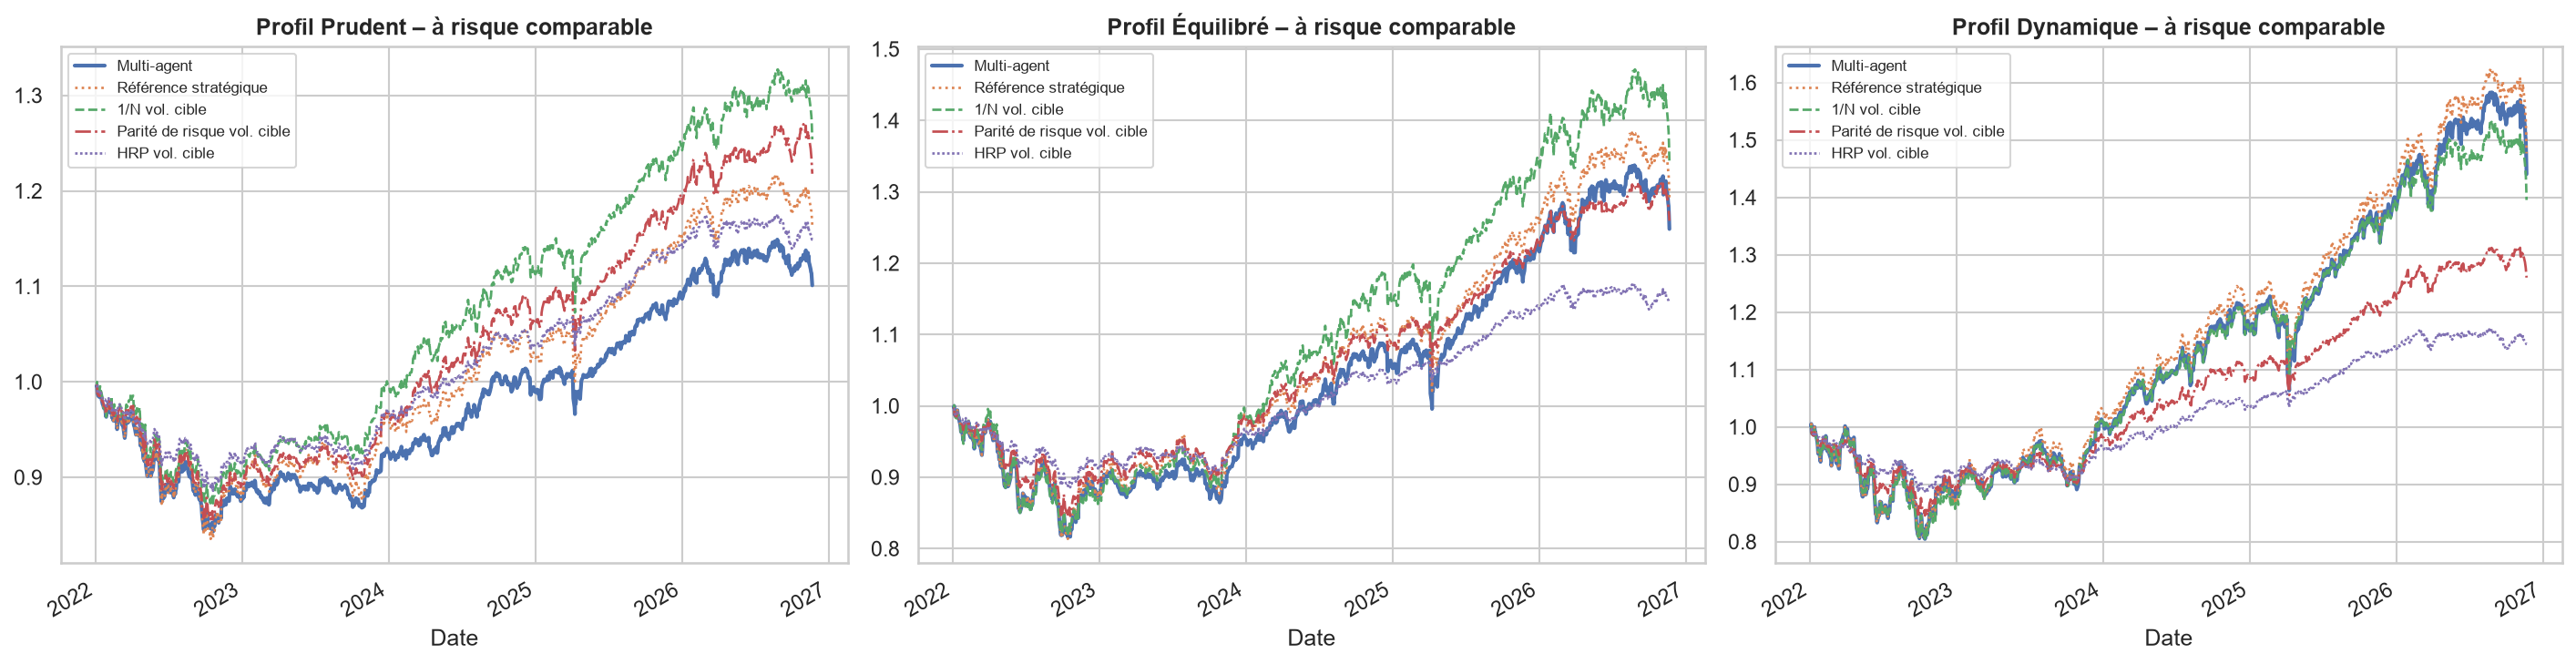 Profil Prudent – à risque comparable
Multi-agent
Référence stratégique
1/N vol. cible
Parité de risque vol. cible
HRP vol. cible
1.3
1.2
1.1
1.0
0.9
2022
2023
2024
2025
2026
2027
Date
Profil Équilibré – à risque comparable
Multi-agent
Référence stratégique
1/N vol. cible
Parité de risque vol. cible
HRP vol. cible
1.5
1.4
1.3
1.2
1.1
1.0
0.9
0.8
2022
2023
2024
2025
2026
2027
Date
Profil Dynamique – à risque comparable
Multi-agent
Référence stratégique
1/N vol. cible
Parité de risque vol. cible
HRP vol. cible
1.6
1.5
1.4
1.3
1.2
1.1
1.0
0.9
0.8
2022
2023
2024
2025
2026
2027
Date